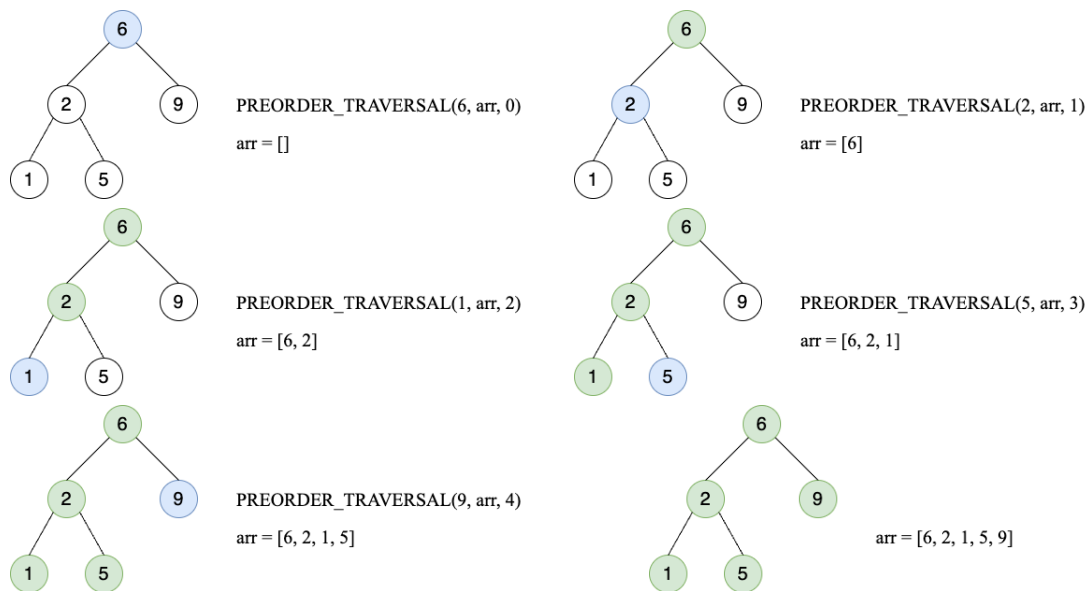 6
2 9
PREORDER_TRAVERSAL(6, arr, 0)
arr = []
1 5
6
2 9
PREORDER_TRAVERSAL(2, arr, 1)
arr = [6]
1 5
6
2 9
PREORDER_TRAVERSAL(1, arr, 2)
arr = [6, 2]
1 5
6
2 9
PREORDER_TRAVERSAL(5, arr, 3)
arr = [6, 2, 1]
1 5
6
2 9
PREORDER_TRAVERSAL(9, arr, 4)
arr = [6, 2, 1, 5]
1 5
6
2 9
arr = [6, 2, 1, 5, 9]
1 5